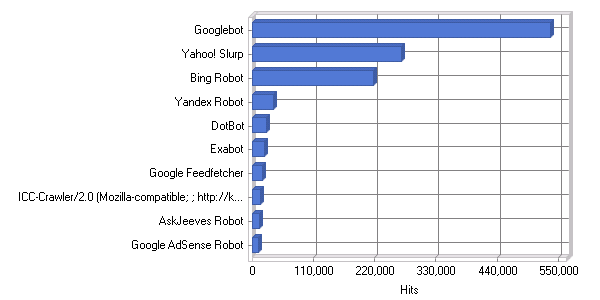 Googlebot
Yahoo! Slurp
Bing Robot
Yandex Robot
DotBot
Exabot
Google Feedfetcher
ICC-Crawler/2.0 (Mozilla-compatible; ; http://k...
AskJeeves Robot
Google AdSense Robot
0 110,000 220,000 330,000 440,000 550,000
Hits